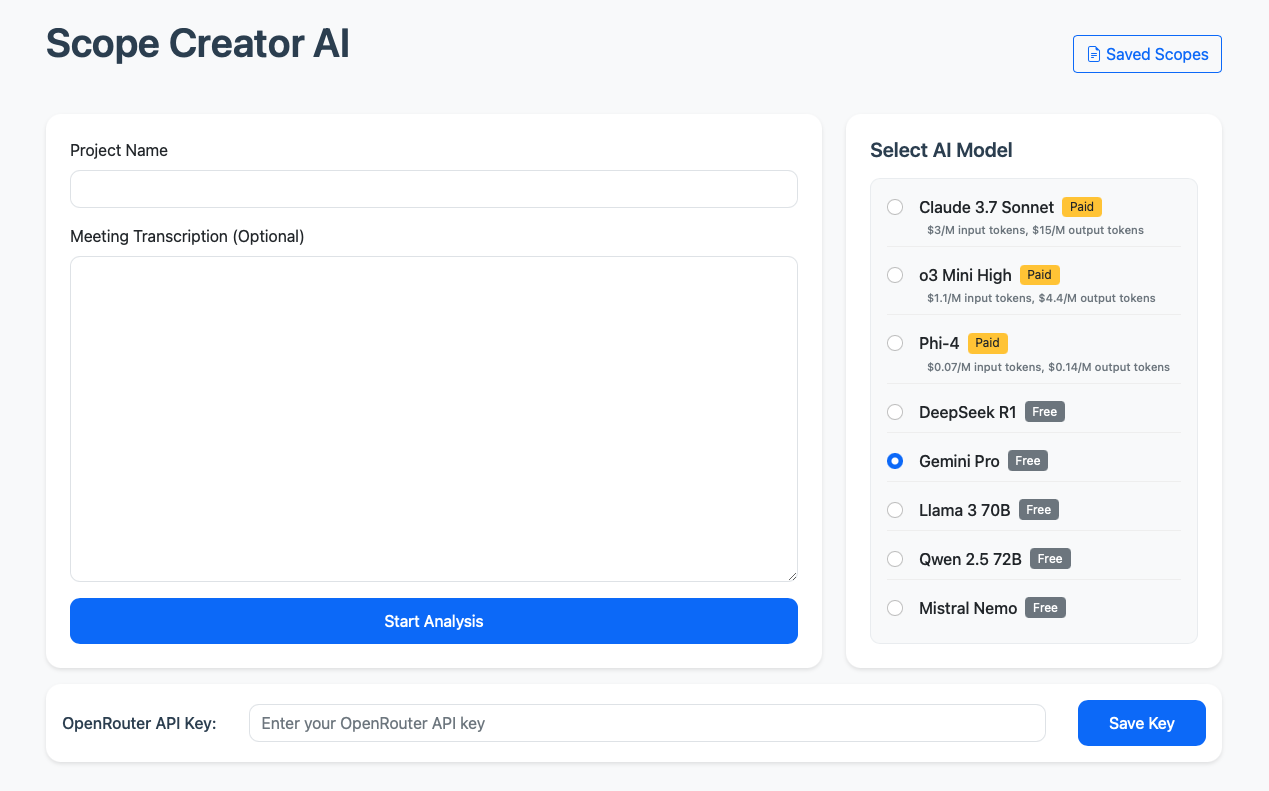 Scope Creator AI
Saved Scopes
Project Name
Meeting Transcription (Optional)
Start Analysis
Select AI Model
Claude 3.7 Sonnet Paid
$3/M input tokens, $15/M output tokens
o3 Mini High Paid
$1.1/M input tokens, $4.4/M output tokens
Phi-4 Paid
$0.07/M input tokens, $0.14/M output tokens
DeepSeek R1 Free
Gemini Pro Free
Llama 3 70B Free
Qwen 2.5 72B Free
Mistral Nemo Free
OpenRouter API Key: Enter your OpenRouter API key Save Key